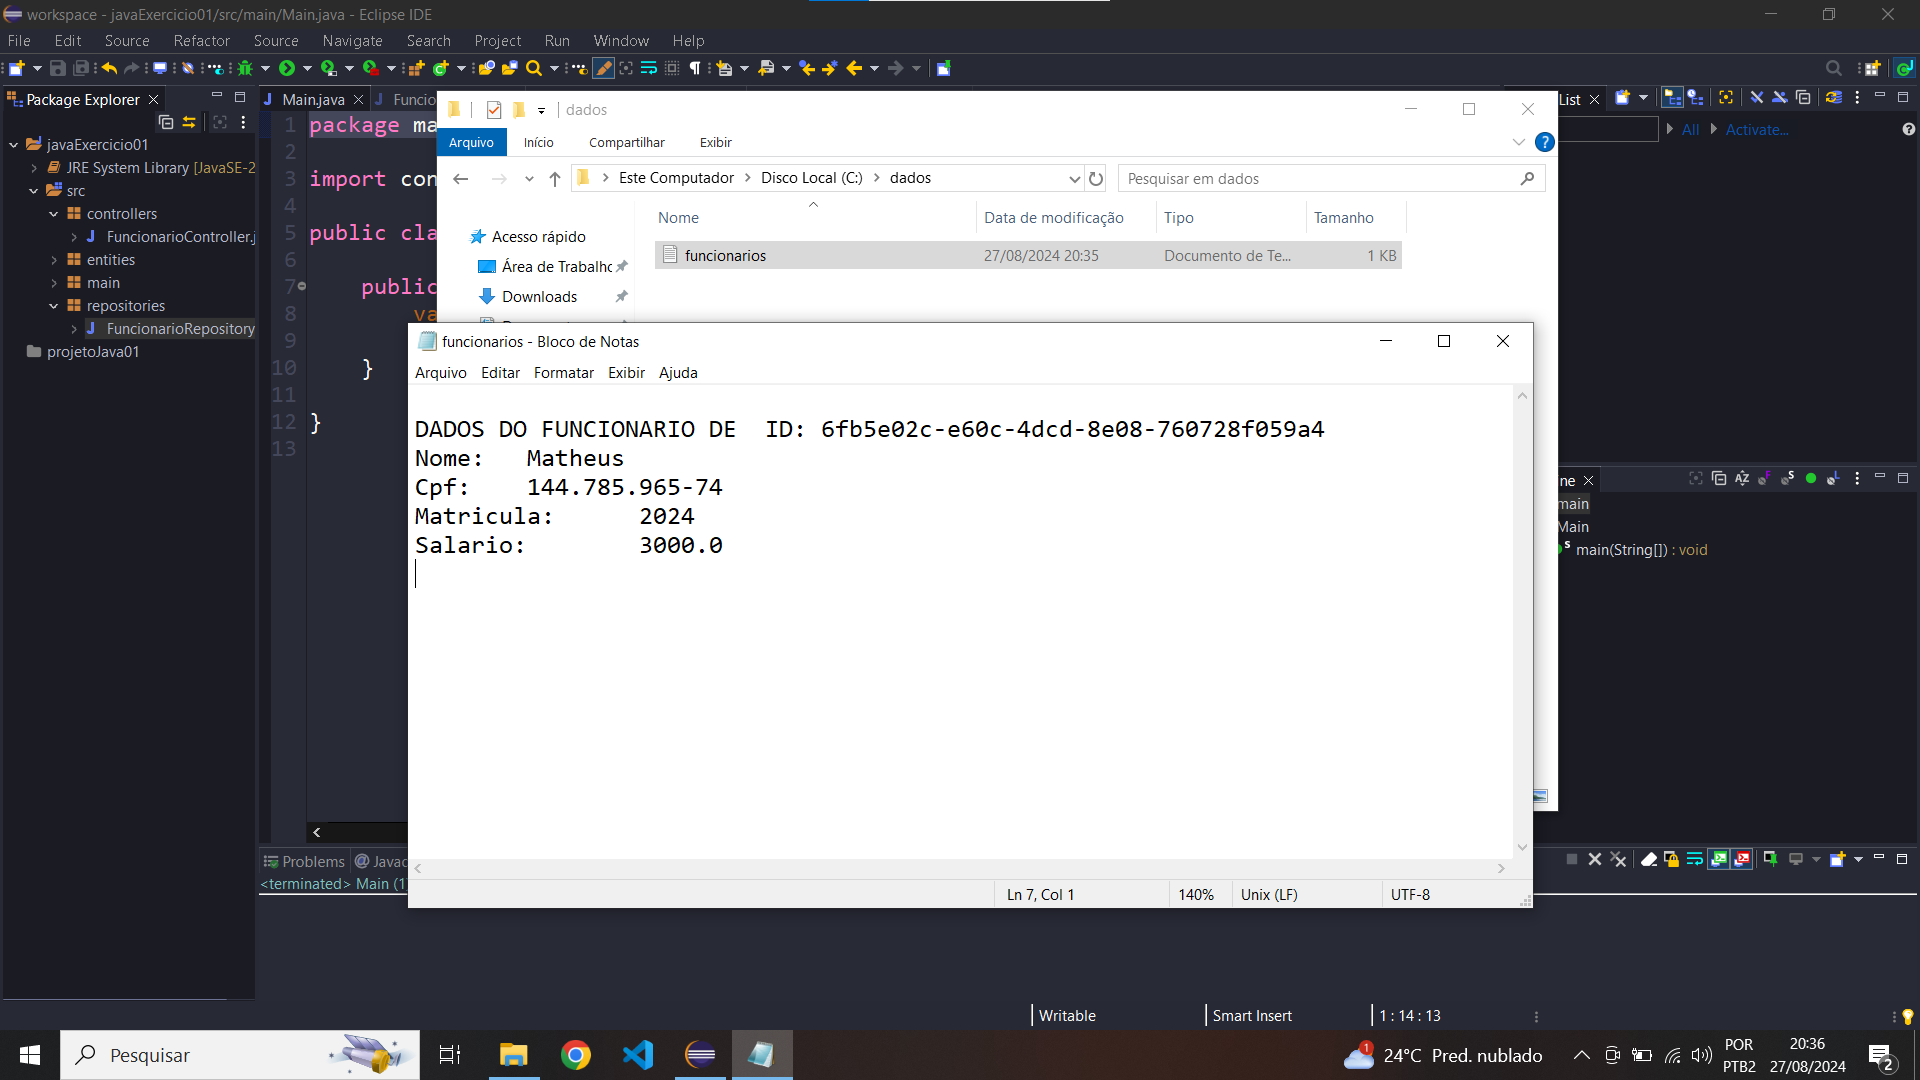 workspace - javaExercicio01/src/main/Main.java - Eclipse IDE
File Edit Source Refactor Source Navigate Search Project Run Window Help
Package Explorer
javaExercicio01
JRE System Library [JavaSE-2
src
controllers
FuncionarioController.j
entities
main
repositories
FuncionarioRepository
projetoJava01
Main.java
Funcio
1 package ma
2
3 import con
4
5 public cla
6
7 public
8 va
9
10 }
11
12 }
13
dados
Arquivo Início Compartilhar Exibir
Este Computador > Disco Local (C:) > dados
Pesquisar em dados
Nome Data de modificação Tipo Tamanho
funcionarios 27/08/2024 20:35 Documento de Te... 1 KB
Acesso rápido
Área de Trabalho
Downloads
funcionarios - Bloco de Notas
Arquivo Editar Formatar Exibir Ajuda
DADOS DO FUNCIONARIO DE ID: 6fb5e02c-e60c-4dcd-8e08-760728f059a4
Nome: Matheus
Cpf: 144.785.965-74
Matricula: 2024
Salario: 3000.0
Ln 7, Col 1 140% Unix (LF) UTF-8
List
All Activate...
ne
main
Main
main(String[]) : void
Problems @ Javac
<terminated> Main (1
Writable Smart Insert 1 : 14 : 13
Pesquisar
1 24°C Pred. nublado
POR
PTB2
20:36
27/08/2024
2